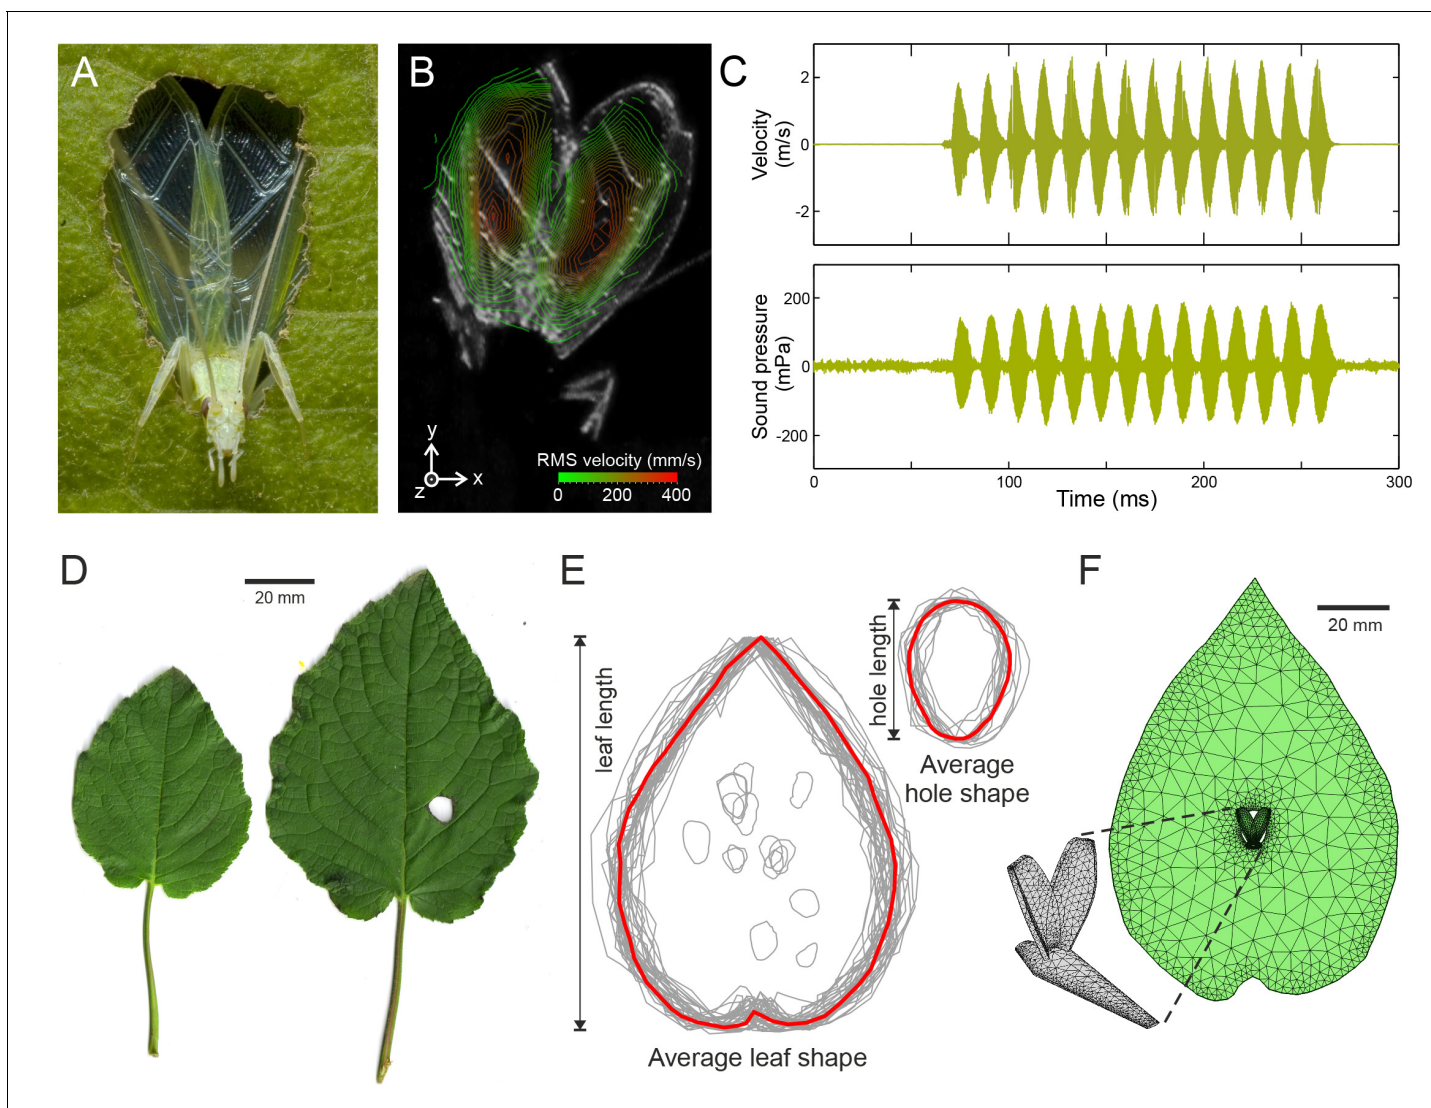 A
B
y
z
x
RMS velocity (mm/s)
0 200 400
C
Velocity
(m/s)
2
0
-2
Sound pressure
(mPa)
200
0
-200
0 100 200 300
Time (ms)
D
20 mm
E
leaf length
hole length
Average
hole shape
Average leaf shape
F
20 mm